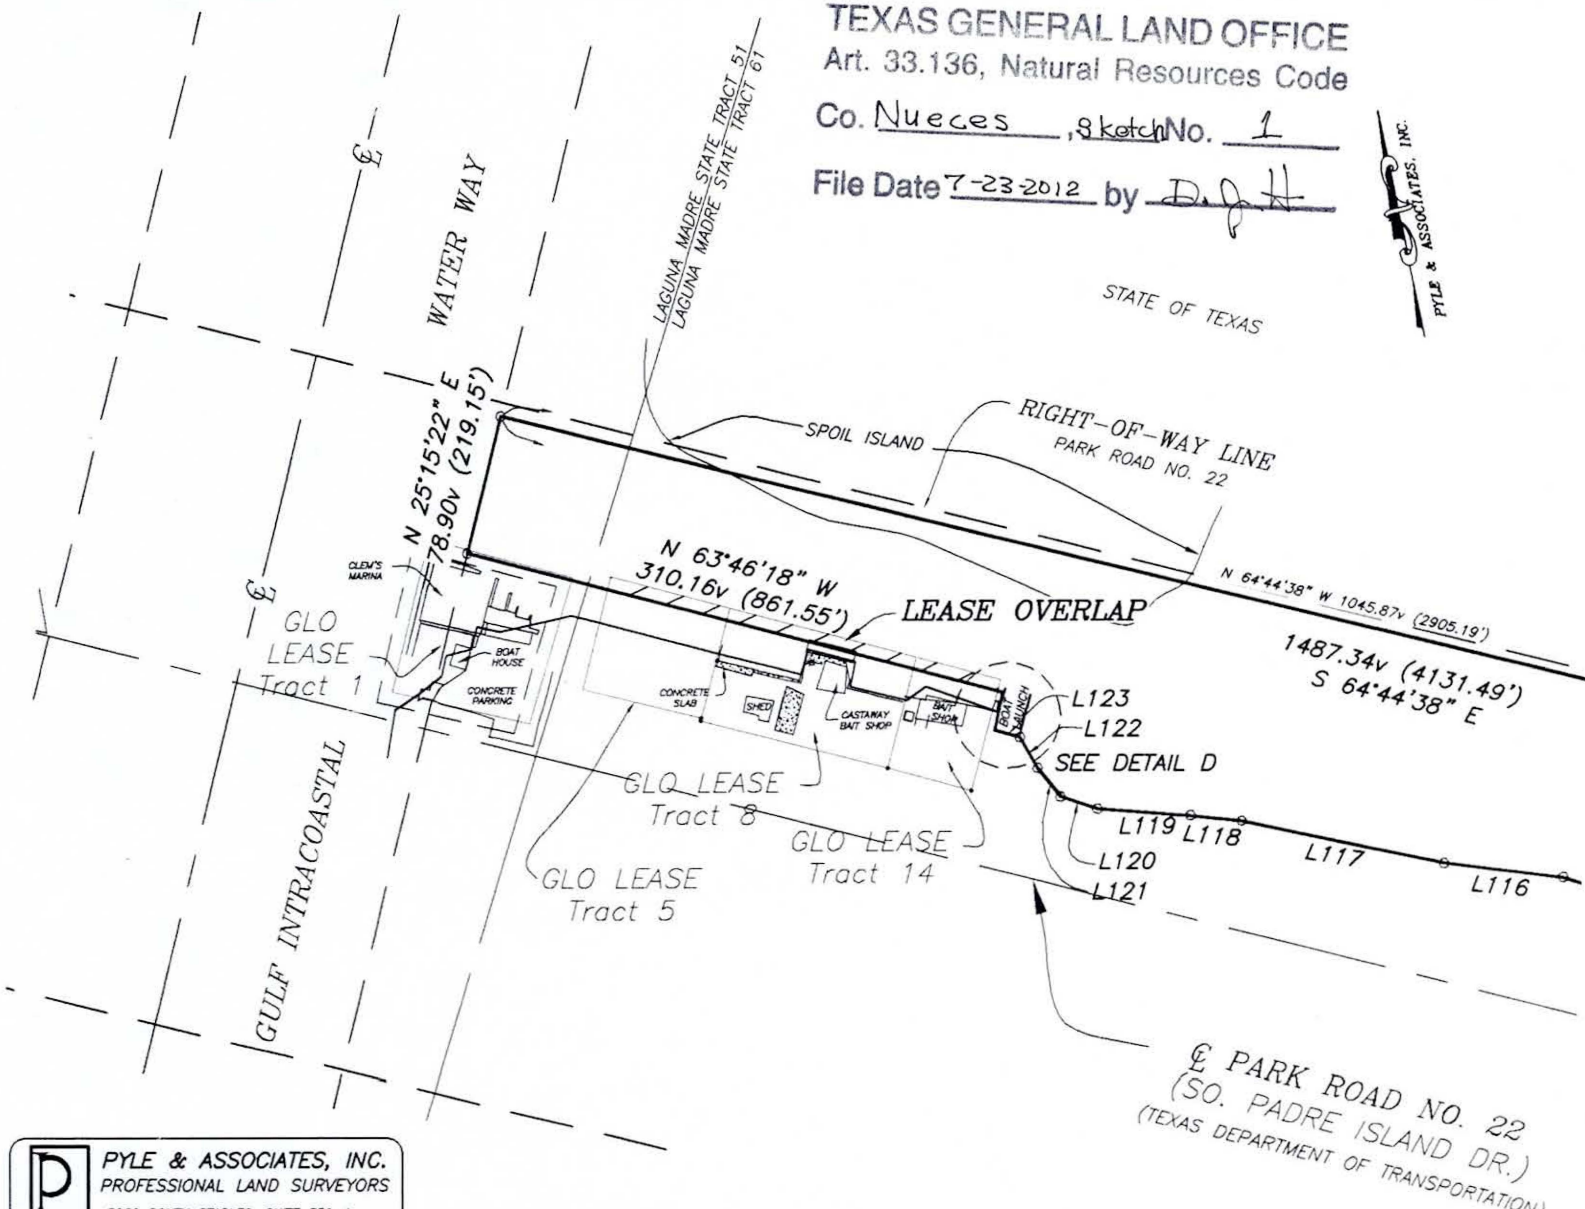 TEXAS GENERAL LAND OFFICE
Art. 33.136, Natural Resources Code
Co. Nueces, Sketch No. 1
File Date 7-23-2012 by D.J.H
PYLE & ASSOCIATES, INC.
STATE OF TEXAS
LAGUNA MADRE STATE TRACT 51
LAGUNA MADRE STATE TRACT 61
WATER WAY
℄
N 25°15'22" E
78.90v (219.15')
SPOIL ISLAND
RIGHT-OF-WAY LINE
PARK ROAD NO. 22
N 63°46'18" W
310.16v (861.55')
LEASE OVERLAP
N 64°44'38" W 1045.87v (2905.19')
1487.34v (4131.49')
S 64°44'38" E
CLEM'S
MARINA
℄
GLO
LEASE
Tract 1
BOAT
HOUSE
CONCRETE
PARKING
CONCRETE
SLAB
SHED
CASTAWAY
BAIT SHOP
BAIT
SHOP
BOAT
LAUNCH
L123
L122
SEE DETAIL D
GLO LEASE
Tract 8
GLO LEASE
Tract 14
GLO LEASE
Tract 5
L119
L118
L117
L116
L120
L121
GULF INTRACOASTAL
℄ PARK ROAD NO. 22
(SO. PADRE ISLAND DR.)
(TEXAS DEPARTMENT OF TRANSPORTATION)
P
PYLE & ASSOCIATES, INC.
PROFESSIONAL LAND SURVEYORS